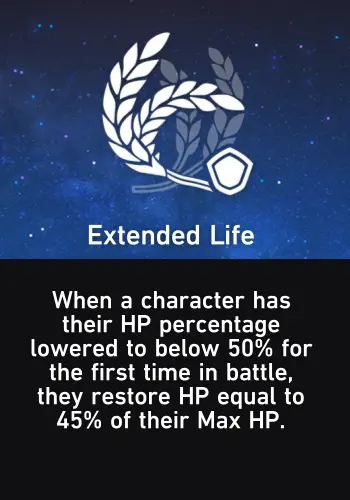 Extended Life
When a character has
their HP percentage
lowered to below 50% for
the first time in battle,
they restore HP equal to
45% of their Max HP.